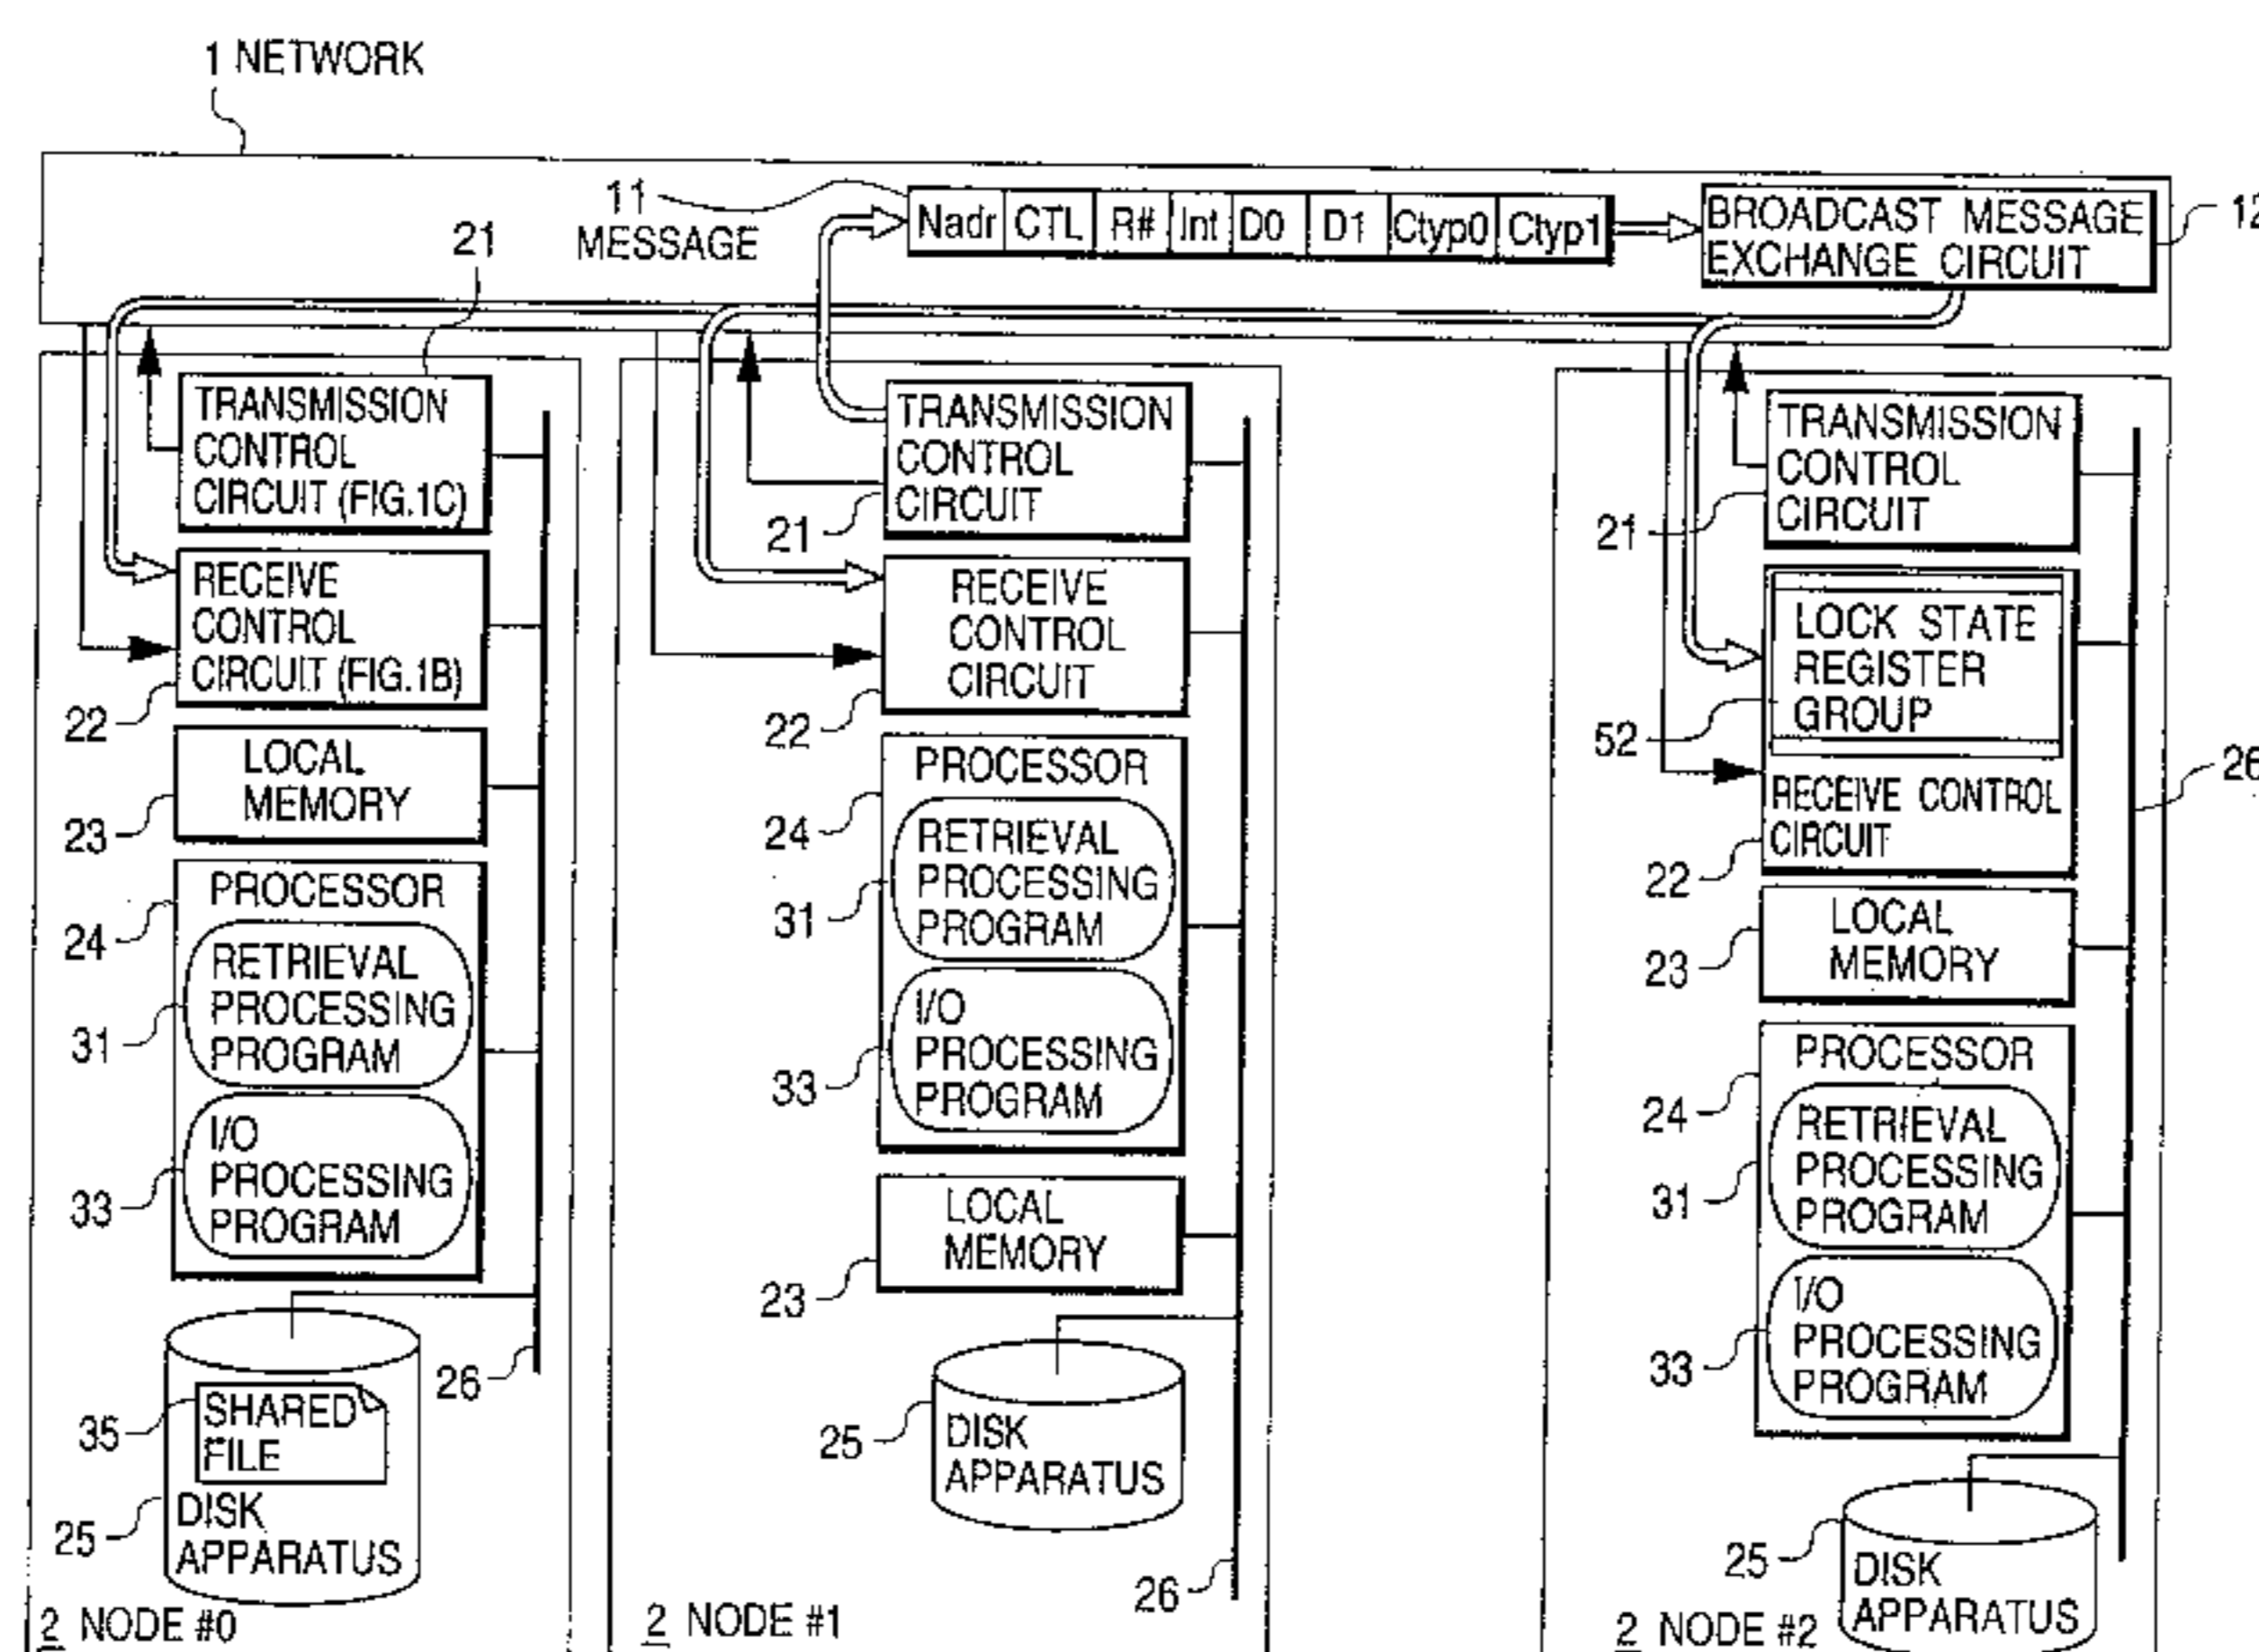 1 NETWORK
11
MESSAGE
Nadr CTL R# Int D0 D1 Ctyp0 Ctyp1
BROADCAST MESSAGE
EXCHANGE CIRCUIT
12
21
TRANSMISSION
CONTROL
CIRCUIT (FIG.1C)
RECEIVE
CONTROL
CIRCUIT (FIG.1B)
22
LOCAL
MEMORY
23
PROCESSOR
24
RETRIEVAL
PROCESSING
PROGRAM
31
I/O
PROCESSING
PROGRAM
33
26
SHARED
FILE
35
DISK
APPARATUS
25
2 NODE #0
TRANSMISSION
CONTROL
CIRCUIT
21
RECEIVE
CONTROL
CIRCUIT
22
PROCESSOR
24
RETRIEVAL
PROCESSING
PROGRAM
31
I/O
PROCESSING
PROGRAM
33
LOCAL
MEMORY
23
DISK
APPARATUS
25
26
2 NODE #1
TRANSMISSION
CONTROL
CIRCUIT
21
LOCK STATE
REGISTER
GROUP
52
26
RECEIVE CONTROL
CIRCUIT
22
LOCAL
MEMORY
23
PROCESSOR
24
RETRIEVAL
PROCESSING
PROGRAM
31
I/O
PROCESSING
PROGRAM
33
DISK
APPARATUS
25
2 NODE #2